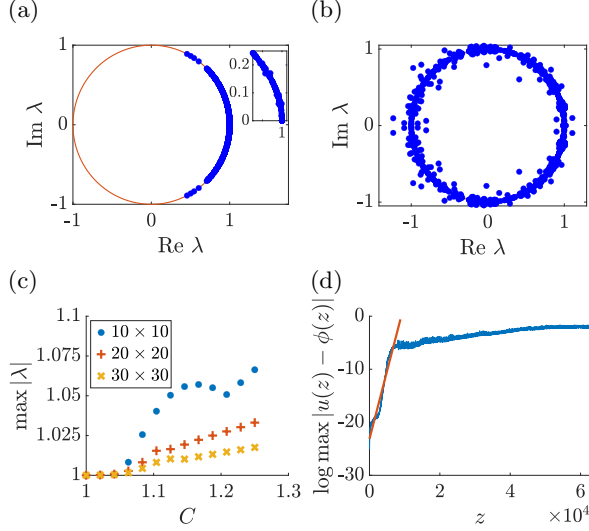 (a)
(b)
1
0
-1
Im λ
-1
0
1
Re λ
0.2
0.1
0
1
1
0
-1
Im λ
-1
0
1
Re λ
(c)
(d)
1.1
1.075
1.05
1.025
1
max |λ|
10 × 10
20 × 20
30 × 30
1
1.1
1.2
1.3
C
0
-10
-20
-30
log max |u(z) − ϕ(z)|
0
2
4
6
z
×10⁴